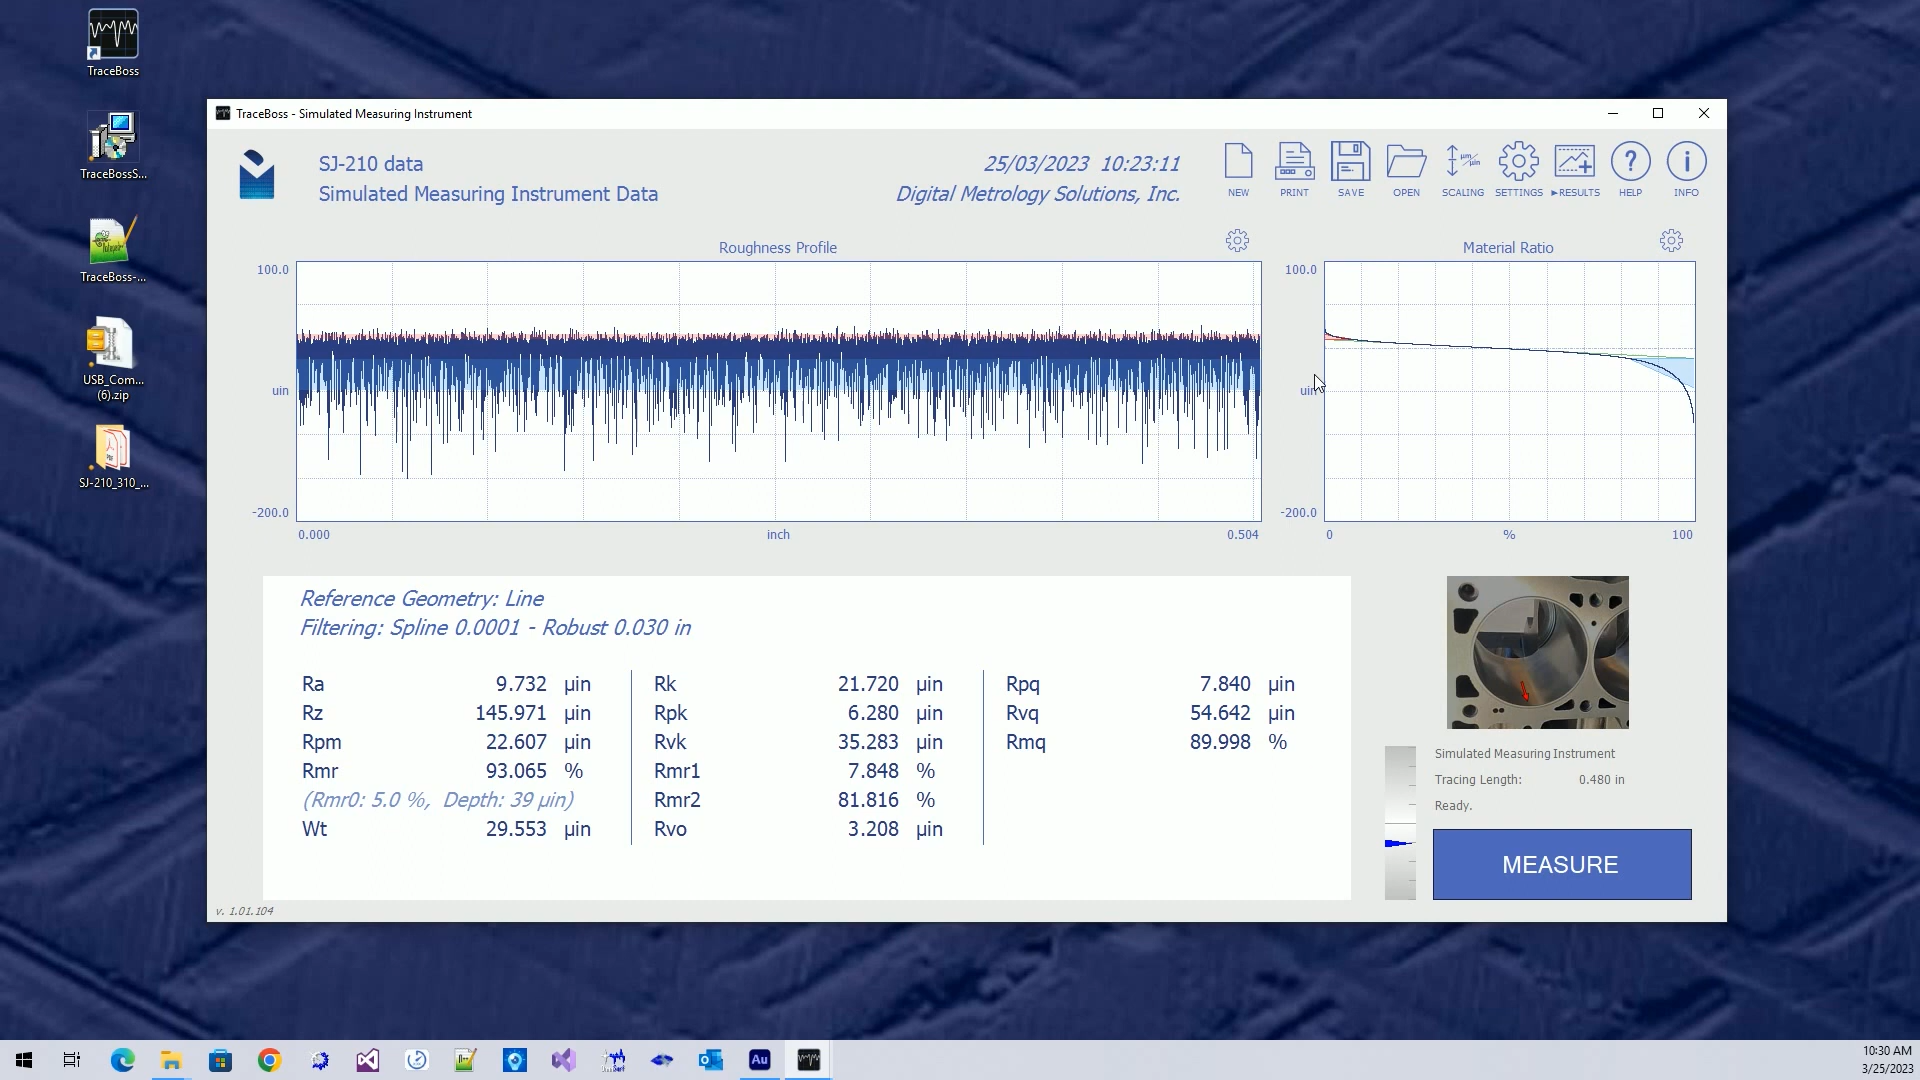 TraceBoss
TraceBossS...
TraceBoss-...
USB_Com...
(6).zip
SJ-210_310_...
TraceBoss - Simulated Measuring Instrument
SJ-210 data
Simulated Measuring Instrument Data
25/03/2023 10:23:11
Digital Metrology Solutions, Inc.
NEW
PRINT
SAVE
OPEN
SCALING
SETTINGS
►RESULTS
HELP
INFO
Roughness Profile
100.0
uin
-200.0
0.000
inch
0.504
Material Ratio
100.0
uin
-200.0
0
%
100
Reference Geometry: Line
Filtering: Spline 0.0001 - Robust 0.030 in
Ra 9.732 µin
Rz 145.971 µin
Rpm 22.607 µin
Rmr 93.065 %
(Rmr0: 5.0 %, Depth: 39 µin)
Wt 29.553 µin
Rk 21.720 µin
Rpk 6.280 µin
Rvk 35.283 µin
Rmr1 7.848 %
Rmr2 81.816 %
Rvo 3.208 µin
Rpq 7.840 µin
Rvq 54.642 µin
Rmq 89.998 %
Simulated Measuring Instrument
Tracing Length: 0.480 in
Ready.
MEASURE
v. 1.01.104
Au
10:30 AM
3/25/2023